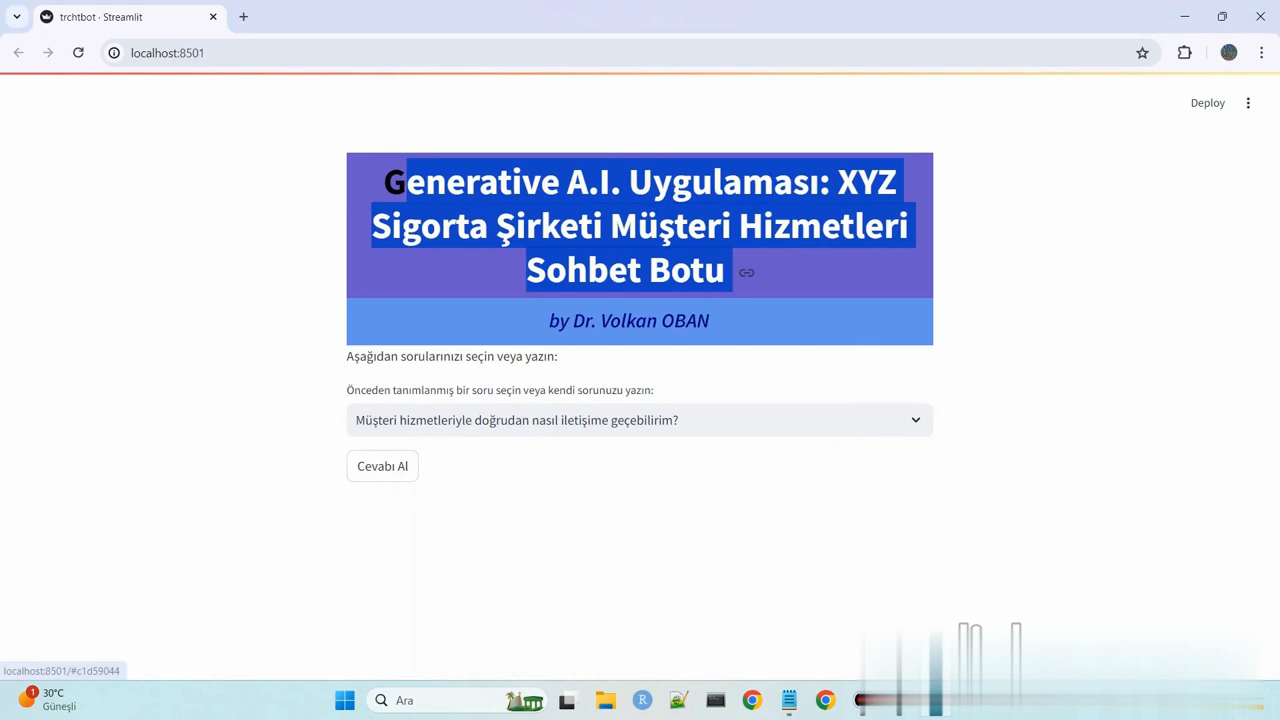 trchtbot · Streamlit
localhost:8501
Deploy
Generative A.I. Uygulaması: XYZ
Sigorta Şirketi Müşteri Hizmetleri
Sohbet Botu
by Dr. Volkan OBAN
Aşağıdan sorularınızı seçin veya yazın:
Önceden tanımlanmış bir soru seçin veya kendi sorunuzu yazın:
Müşteri hizmetleriyle doğrudan nasıl iletişime geçebilirim?
Cevabı Al
localhost:8501/#c1d59044
1
30°C
Güneşli
Ara
R